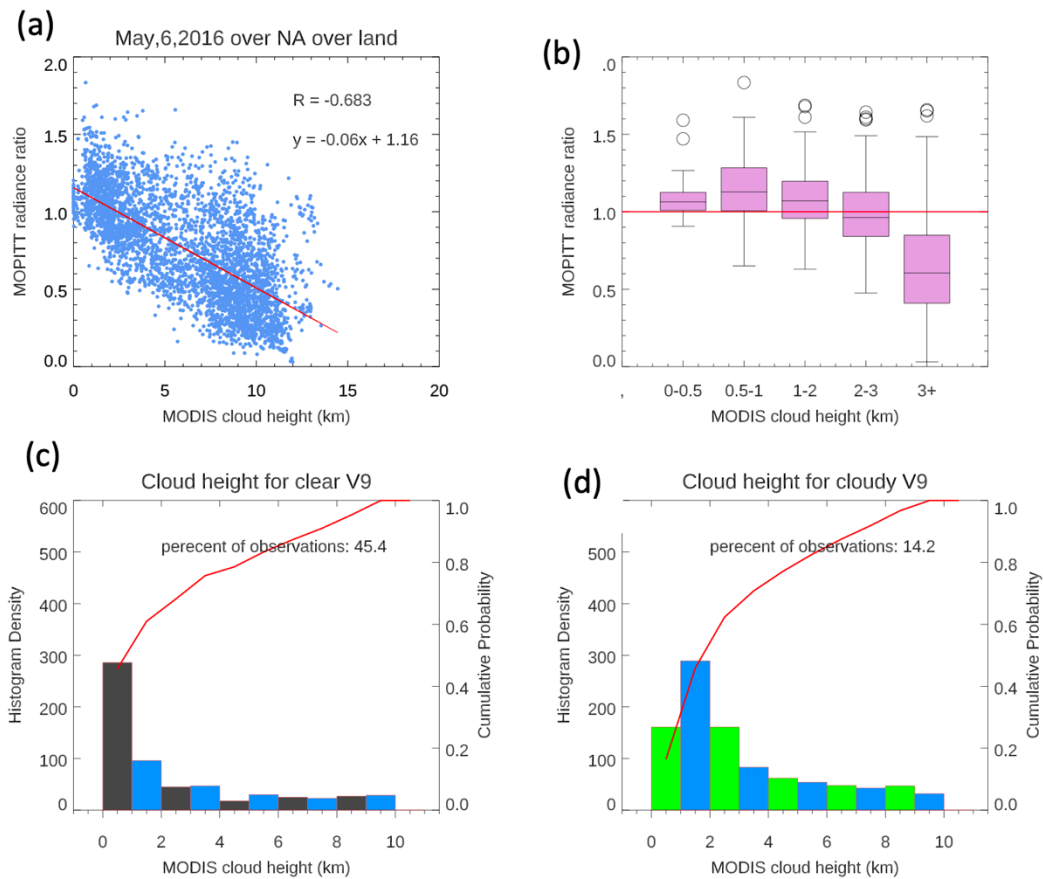 (a)
May,6,2016 over NA over land
R = -0.683
y = -0.06x + 1.16
MOPITT radiance ratio
2.0
1.5
1.0
0.5
0.0
0 5 10 15 20
MODIS cloud height (km)
(b)
MOPITT radiance ratio
.0
1.5
1.0
0.5
.0
, 0-0.5 0.5-1 1-2 2-3 3+
MODIS cloud height (km)
(c)
Cloud height for clear V9
perecent of observations: 45.4
Histogram Density
600
500
400
300
200
100
0
1.0
0.8
0.6
0.4
0.2
0.0
Cumulative Probability
0 2 4 6 8 10
MODIS cloud height (km)
(d)
Cloud height for cloudy V9
perecent of observations: 14.2
Histogram Density
500
400
300
200
100
0
1.0
0.8
0.6
0.4
0.2
0.0
Cumulative Probability
0 2 4 6 8 10
MODIS cloud height (km)